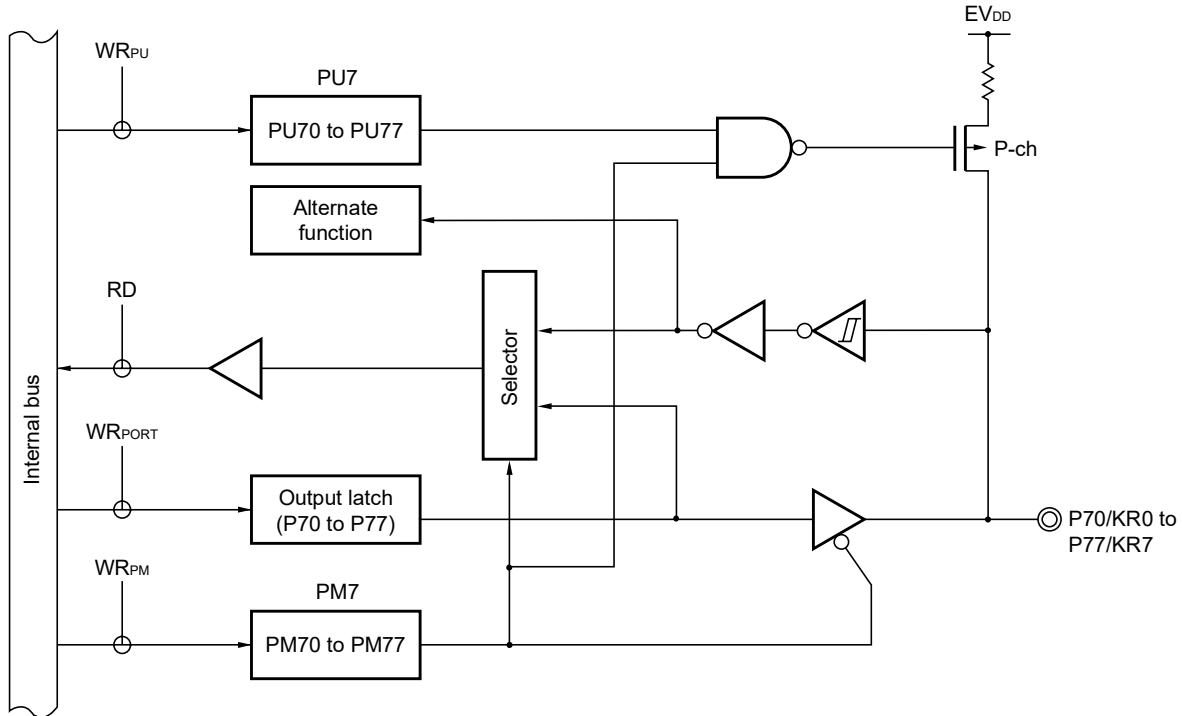 EVDD
WRPU
PU7
PU70 to PU77
P-ch
Alternate
function
RD
Selector
Internal bus
WRPORT
Output latch
(P70 to P77)
P70/KR0 to
P77/KR7
WRPM
PM7
PM70 to PM77